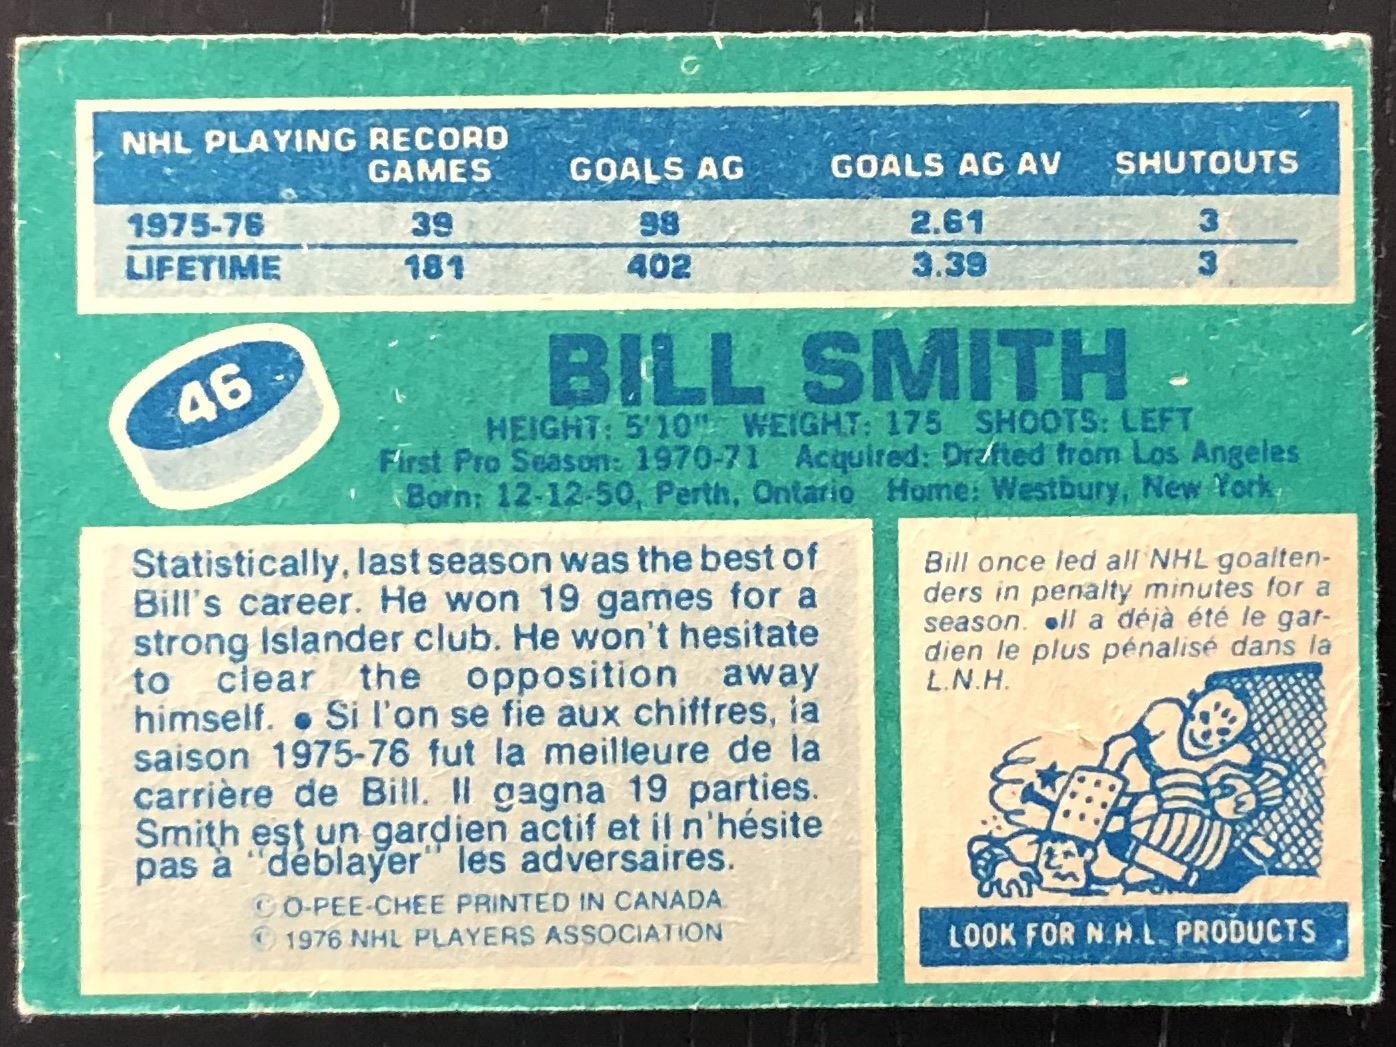 NHL PLAYING RECORD
GAMES GOALS AG GOALS AG AV SHUTOUTS
1975-76 39 98 2.61 3
LIFETIME 181 402 3.39 3
46
BILL SMITH
HEIGHT: 5'10" WEIGHT: 175 SHOOTS: LEFT
First Pro Season: 1970-71 Acquired: Drafted from Los Angeles
Born: 12-12-50, Perth, Ontario Home: Westbury, New York
Statistically, last season was the best of
Bill's career. He won 19 games for a
strong Islander club. He won't hesitate
to clear the opposition away
himself. ● Si l'on se fie aux chiffres, la
saison 1975-76 fut la meilleure de la
carrière de Bill. Il gagna 19 parties.
Smith est un gardien actif et il n'hésite
pas à "déblayer" les adversaires.
© O-PEE-CHEE PRINTED IN CANADA
© 1976 NHL PLAYERS ASSOCIATION
Bill once led all NHL goalten-
ders in penalty minutes for a
season. ●Il a déjà été le gar-
dien le plus pénalisé dans la
L.N.H.
LOOK FOR N.H.L. PRODUCTS